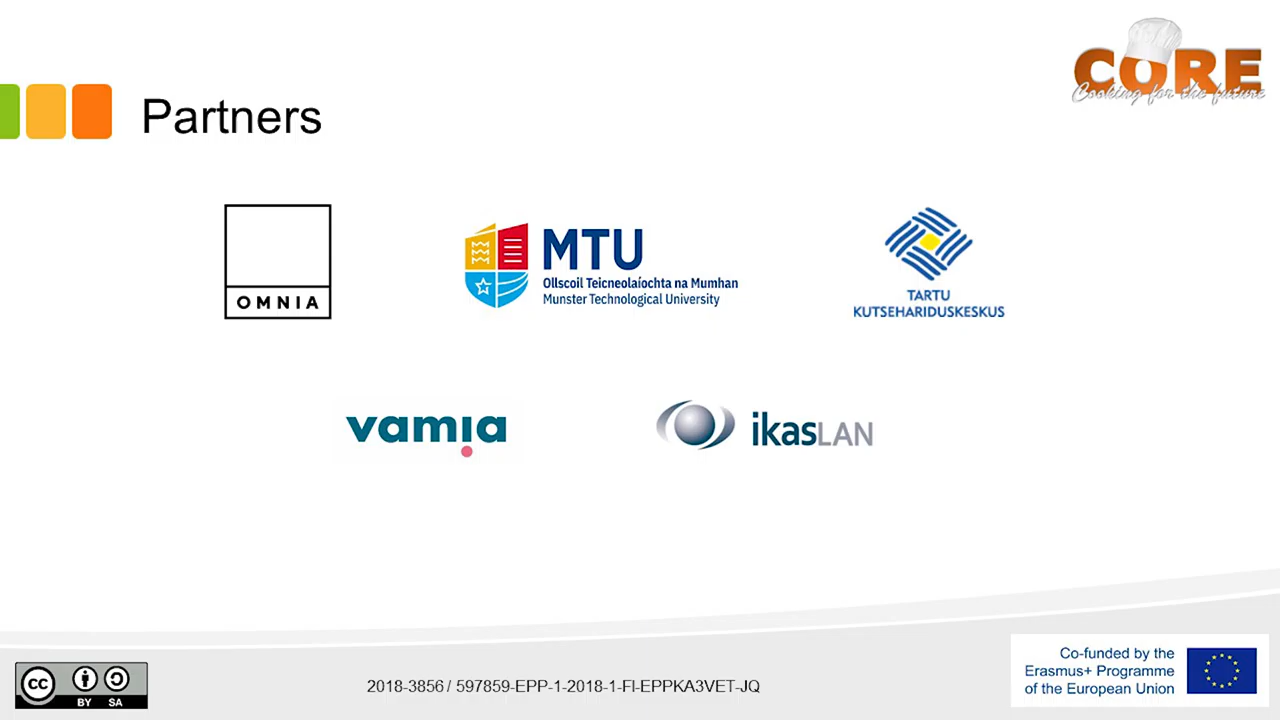 CORE
Cooking for the future
Partners
OMNIA
MTU
Ollscoil Teicneolaíochta na Mumhan
Munster Technological University
TARTU
KUTSEHARIDUSKESKUS
vamia
ikasLAN
cc
BY SA
2018-3856 / 597859-EPP-1-2018-1-FI-EPPKA3VET-JQ
Co-funded by the
Erasmus+ Programme
of the European Union